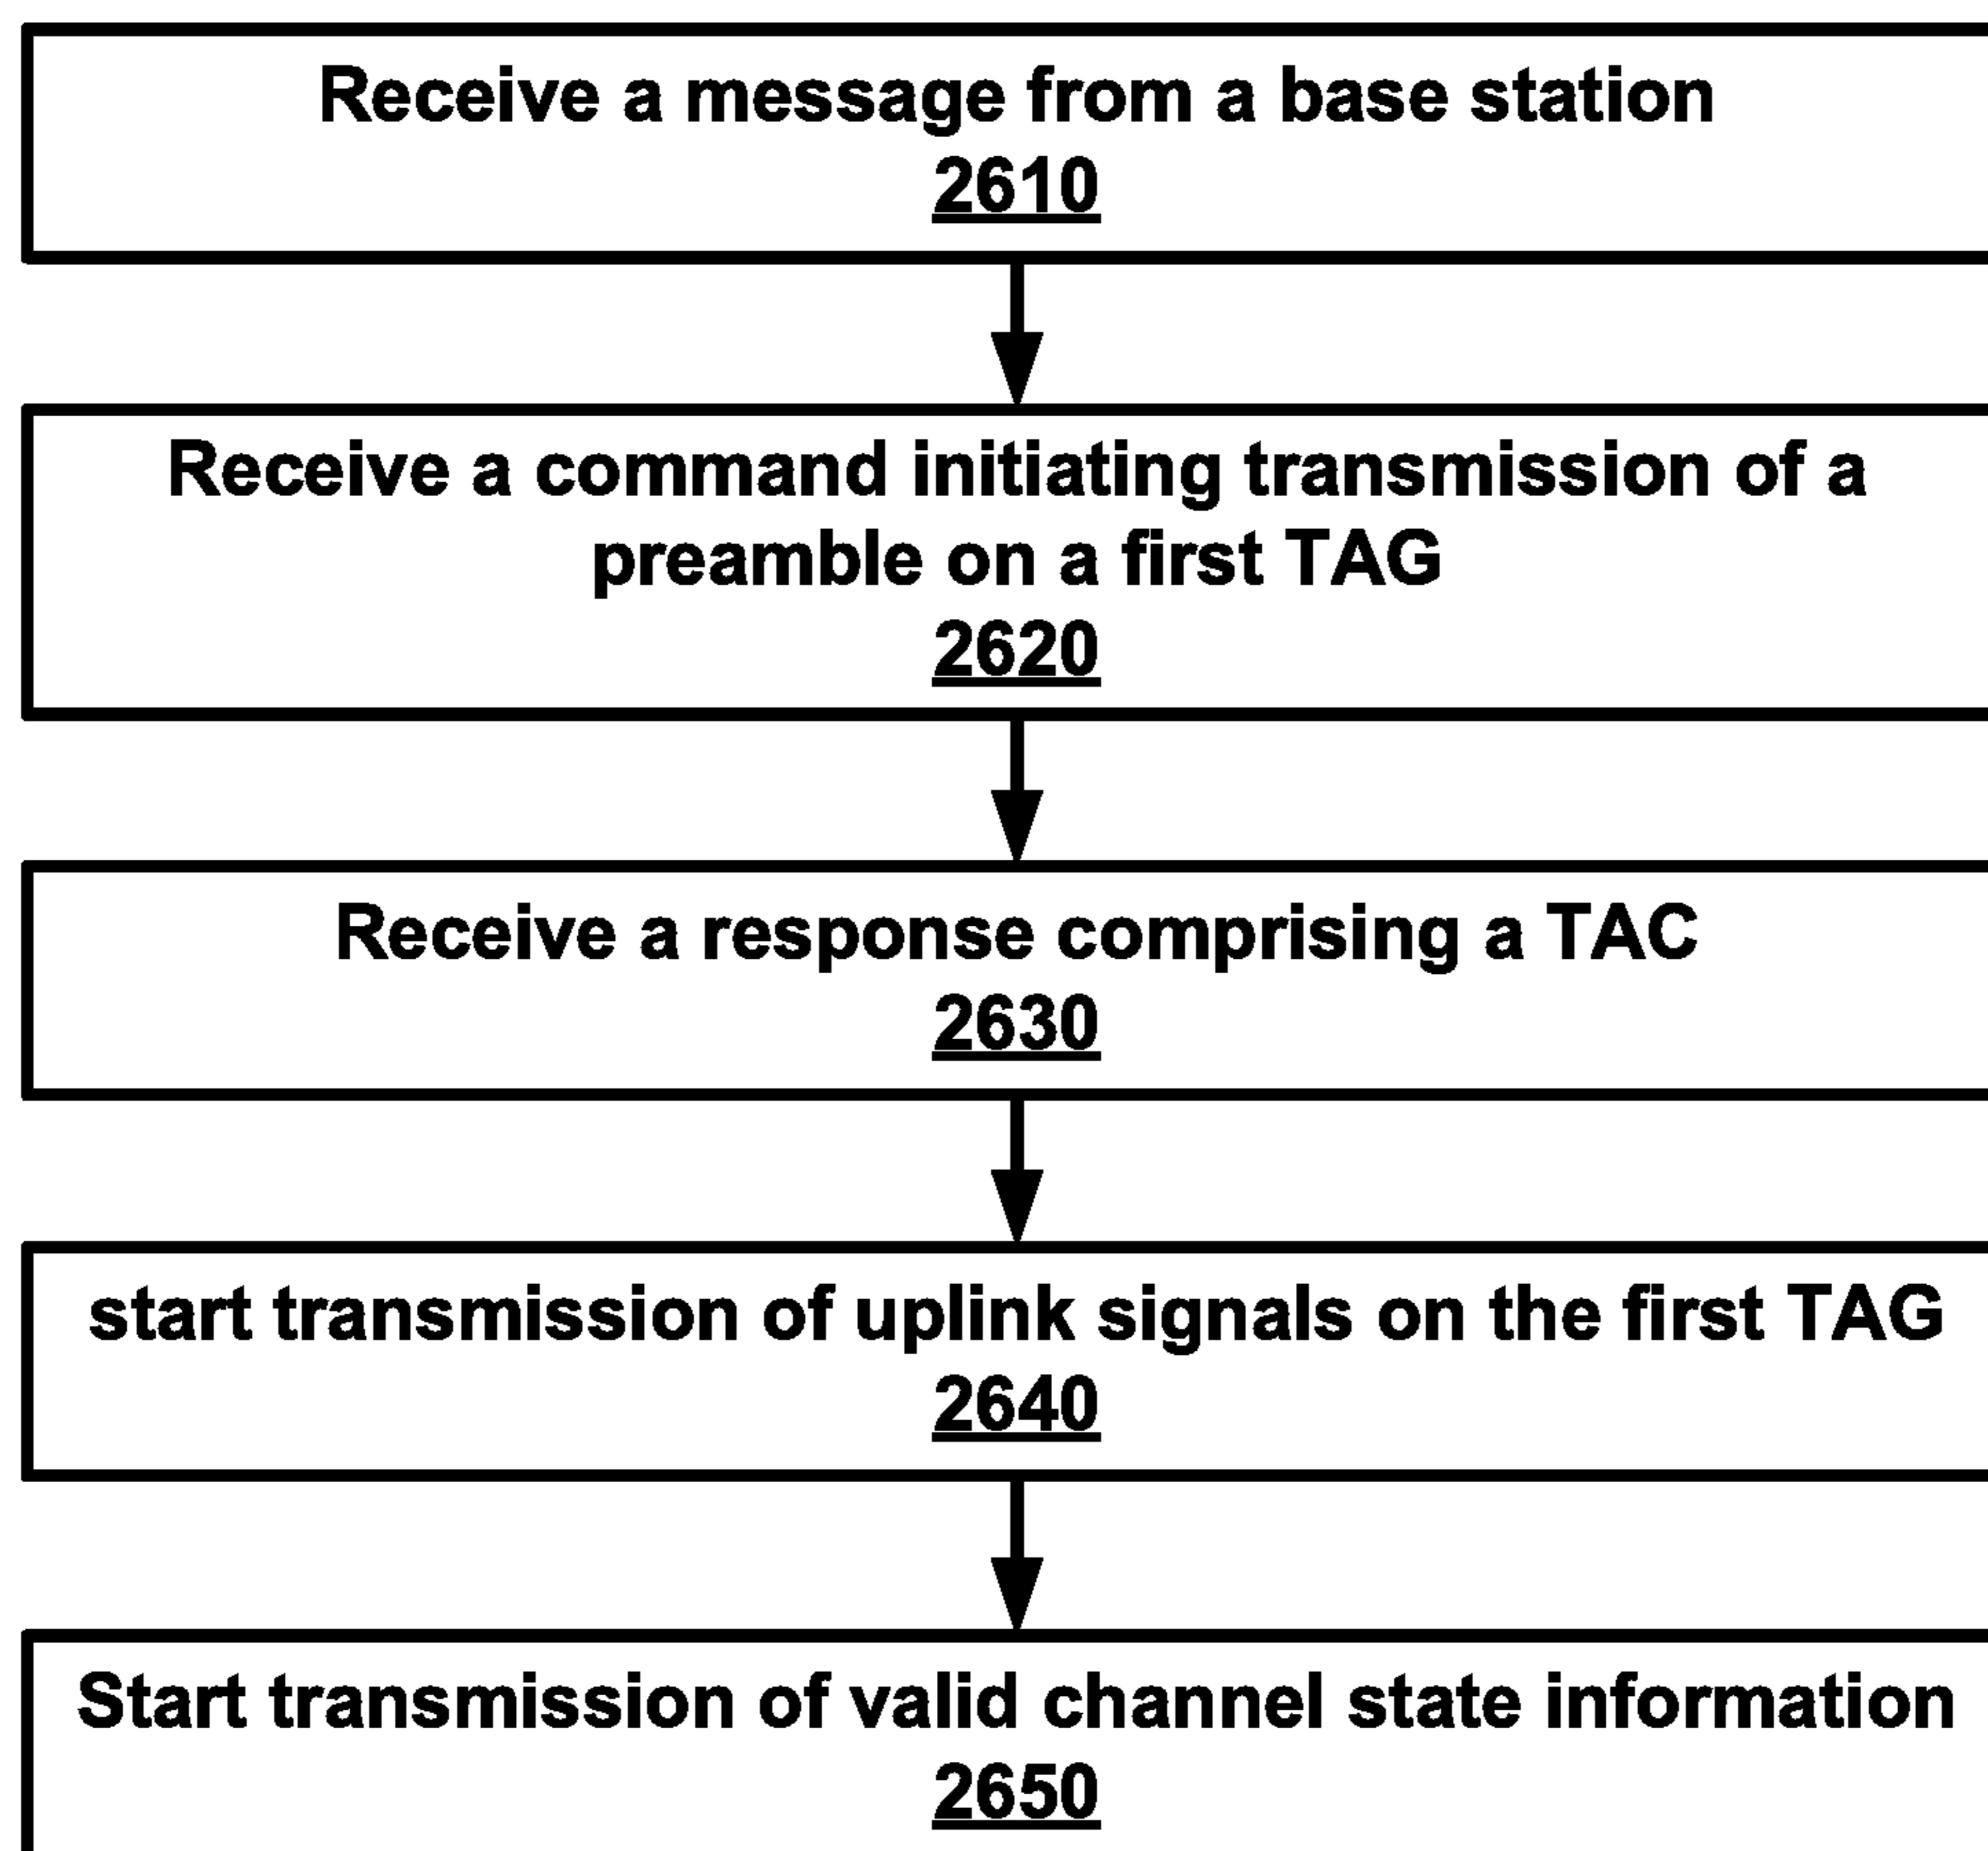 Receive a message from a base station
2610
Receive a command initiating transmission of a
preamble on a first TAG
2620
Receive a response comprising a TAC
2630
start transmission of uplink signals on the first TAG
2640
Start transmission of valid channel state information
2650